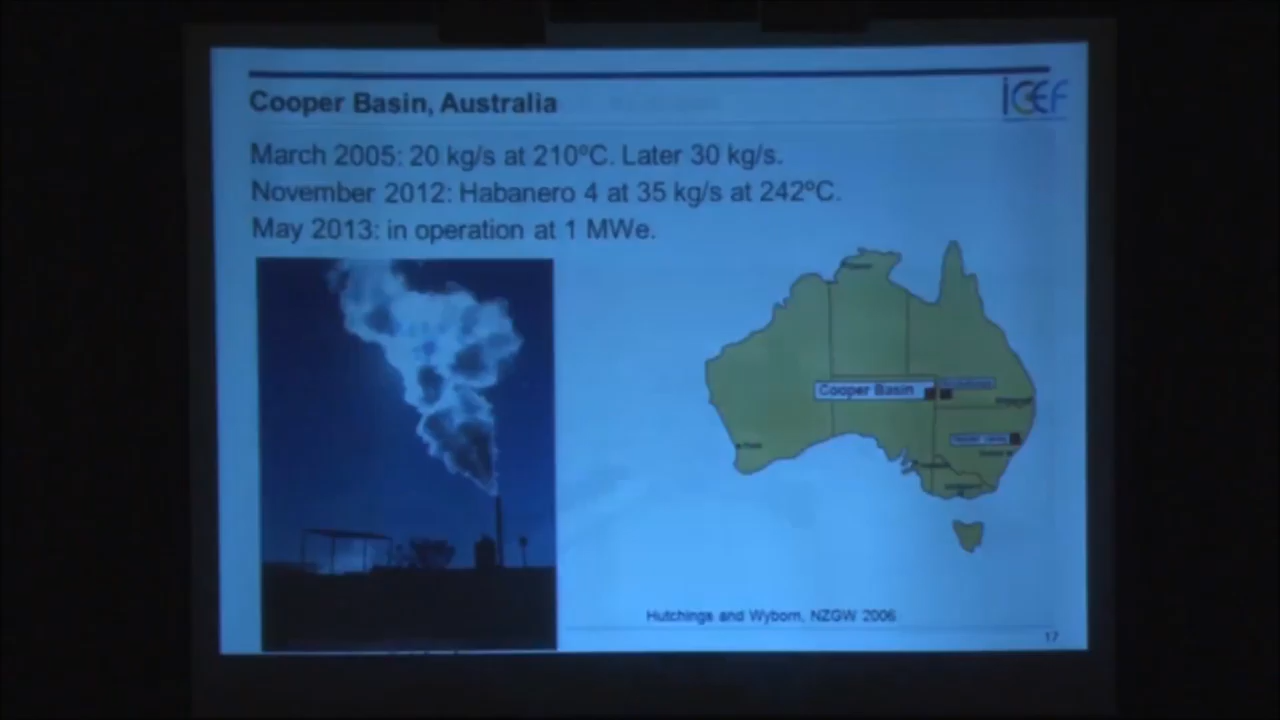 Cooper Basin, Australia
ICEF
March 2005: 20 kg/s at 210ºC. Later 30 kg/s.
November 2012: Habanero 4 at 35 kg/s at 242ºC.
May 2013: in operation at 1 MWe.
Cooper Basin
Hutchings and Wyborn, NZGW 2006
17